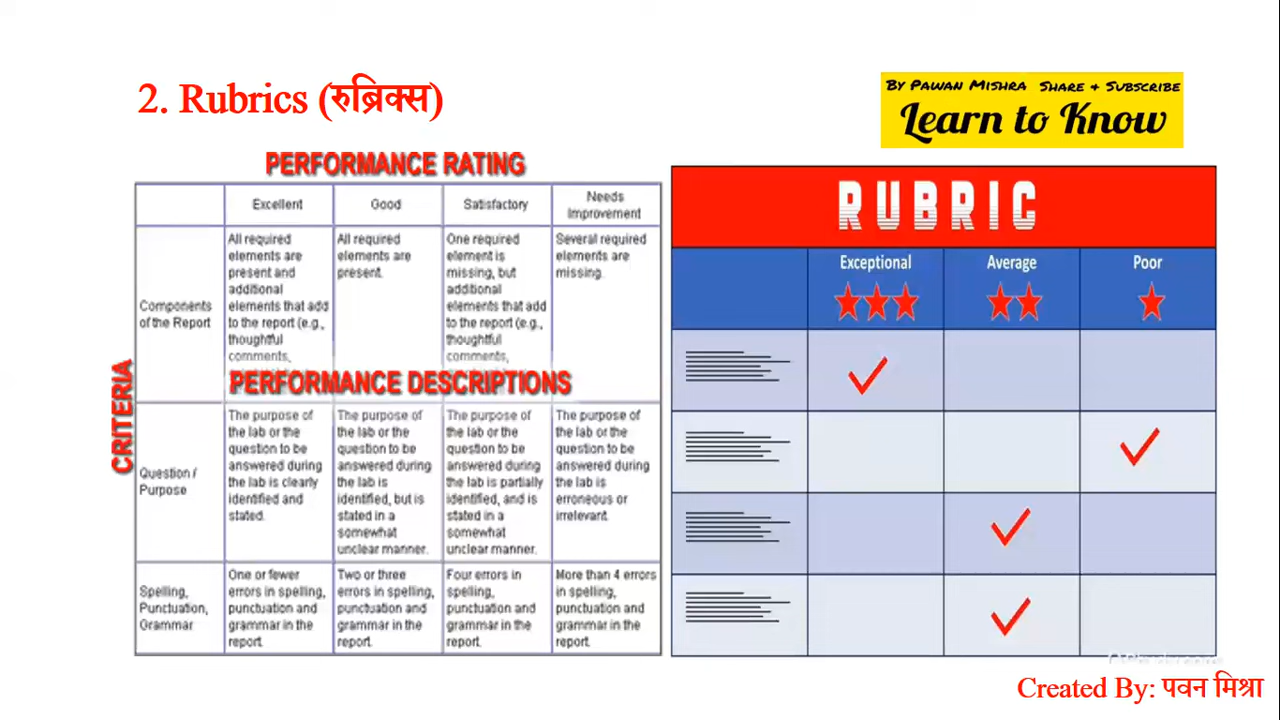 2. Rubrics (रुब्रिक्स)
By Pawan Mishra Share + Subscribe
Learn to Know
PERFORMANCE RATING
Excellent
Good
Satisfactory
Needs
Improvement
CRITERIA
Components
of the Report
All required
elements are
present and
additional
elements that add
to the report (e.g.,
thoughtful
comments,
All required
elements are
present.
One required
element is
missing, but
additional
elements that add
to the report (e.g.,
thoughtful
comments,
Several required
elements are
missing.
PERFORMANCE DESCRIPTIONS
Question /
Purpose
The purpose of
the lab or the
question to be
answered during
the lab is clearly
identified and
stated.
The purpose of
the lab or the
question to be
answered during
the lab is
identified, but is
stated in a
somewhat
unclear manner.
The purpose of
the lab or the
question to be
answered during
the lab is partially
identified, and is
stated in a
somewhat
unclear manner.
The purpose of
the lab or the
question to be
answered during
the lab is
erroneous or
irrelevant.
Spelling,
Punctuation,
Grammar
One or fewer
errors in spelling,
punctuation and
grammar in the
report.
Two or three
errors in spelling,
punctuation and
grammar in the
report.
Four errors in
spelling,
punctuation and
grammar in the
report.
More than 4 errors
in spelling,
punctuation and
grammar in the
report.
RUBRIC
Exceptional
Average
Poor
Created By: पवन मिश्रा